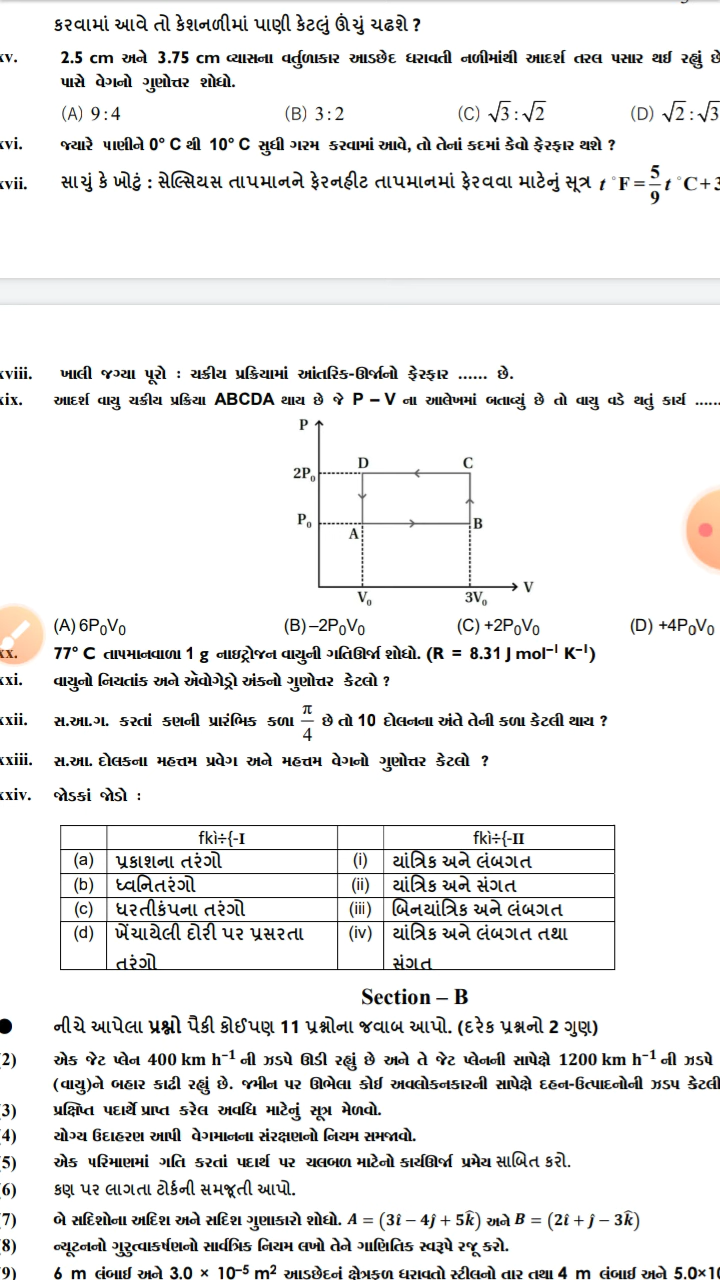 કરવામાં આવે તો કેશનળીમાં પાણી કેટલું ઊંચું ચઢશે ?
xv. 2.5 cm અને 3.75 cm વ્યાસના વર્તુળાકાર આડછેદ ધરાવતી નળીમાંથી આદર્શ તરલ પસાર થઈ રહ્યું છે
પાસે વેગનો ગુણોત્તર શોધો.
(A) 9:4 (B) 3:2 (C) √3:√2 (D) √2:√3
xvi. જ્યારે પાણીને 0° C થી 10° C સુધી ગરમ કરવામાં આવે, તો તેનાં કદમાં કેવો ફેરફાર થશે ?
xvii. સાચું કે ખોટું : સેલ્સિયસ તાપમાનને ફેરનહીટ તાપમાનમાં ફેરવવા માટેનું સૂત્ર t °F = 5/9 t °C+3
xviii. ખાલી જગ્યા પૂરો : ચક્રીય પ્રક્રિયામાં આંતરિક-ઊર્જાનો ફેરફાર ...... છે.
xix. આદર્શ વાયુ ચક્રીય પ્રક્રિયા ABCDA થાય છે જે P – V ના આલેખમાં બતાવ્યું છે તો વાયુ વડે થતું કાર્ય ......
P
D C
2P₀
P₀
A B
V
V₀ 3V₀
(A) 6P₀V₀ (B) –2P₀V₀ (C) +2P₀V₀ (D) +4P₀V₀
xx. 77° C તાપમાનવાળા 1 g નાઇટ્રોજન વાયુની ગતિઊર્જા શોધો. (R = 8.31 J mol⁻¹ K⁻¹)
xxi. વાયુનો નિયતાંક અને એવોગેડ્રો અંકનો ગુણોત્તર કેટલો ?
xxii. સ.આ.ગ. કરતાં કણની પ્રારંભિક કળા π/4 છે તો 10 દોલનના અંતે તેની કળા કેટલી થાય ?
xxiii. સ.આ. દોલકના મહત્તમ પ્રવેગ અને મહત્તમ વેગનો ગુણોત્તર કેટલો ?
xxiv. જોડકાં જોડો :
fkì÷{-I fkì÷{-II
(a) પ્રકાશના તરંગો (i) યાંત્રિક અને લંબગત
(b) ધ્વનિતરંગો (ii) યાંત્રિક અને સંગત
(c) ધરતીકંપના તરંગો (iii) બિનયાંત્રિક અને લંબગત
(d) ખેંચાયેલી દોરી પર પ્રસરતા (iv) યાંત્રિક અને લંબગત તથા
તરંગો સંગત
Section – B
● નીચે આપેલા પ્રશ્નો પૈકી કોઈપણ 11 પ્રશ્નોના જવાબ આપો. (દરેક પ્રશ્નનો 2 ગુણ)
2) એક જેટ પ્લેન 400 km h⁻¹ ની ઝડપે ઊડી રહ્યું છે અને તે જેટ પ્લેનની સાપેક્ષે 1200 km h⁻¹ ની ઝડપે
(વાયુ)ને બહાર કાઢી રહ્યું છે. જમીન પર ઊભેલા કોઈ અવલોકનકારની સાપેક્ષે દહન-ઉત્પાદનોની ઝડપ કેટલી
3) પ્રક્ષિપ્ત પદાર્થે પ્રાપ્ત કરેલ અવધિ માટેનું સૂત્ર મેળવો.
4) યોગ્ય ઉદાહરણ આપી વેગમાનના સંરક્ષણનો નિયમ સમજાવો.
5) એક પરિમાણમાં ગતિ કરતાં પદાર્થ પર ચલબળ માટેનો કાર્યઊર્જા પ્રમેય સાબિત કરો.
6) કણ પર લાગતા ટોર્કની સમજૂતી આપો.
7) બે સદિશોના અદિશ અને સદિશ ગુણાકારો શોધો. A = (3î − 4ĵ + 5k̂) અને B = (2î + ĵ − 3k̂)
8) ન્યૂટનનો ગુરુત્વાકર્ષણનો સાર્વત્રિક નિયમ લખો તેને ગાણિતિક સ્વરૂપે રજૂ કરો.
9) 6 m લંબાઈ અને 3.0 × 10⁻⁵ m² આડછેદનું ક્ષેત્રફળ ધરાવતો સ્ટીલનો તાર તથા 4 m લંબાઈ અને 5.0×10